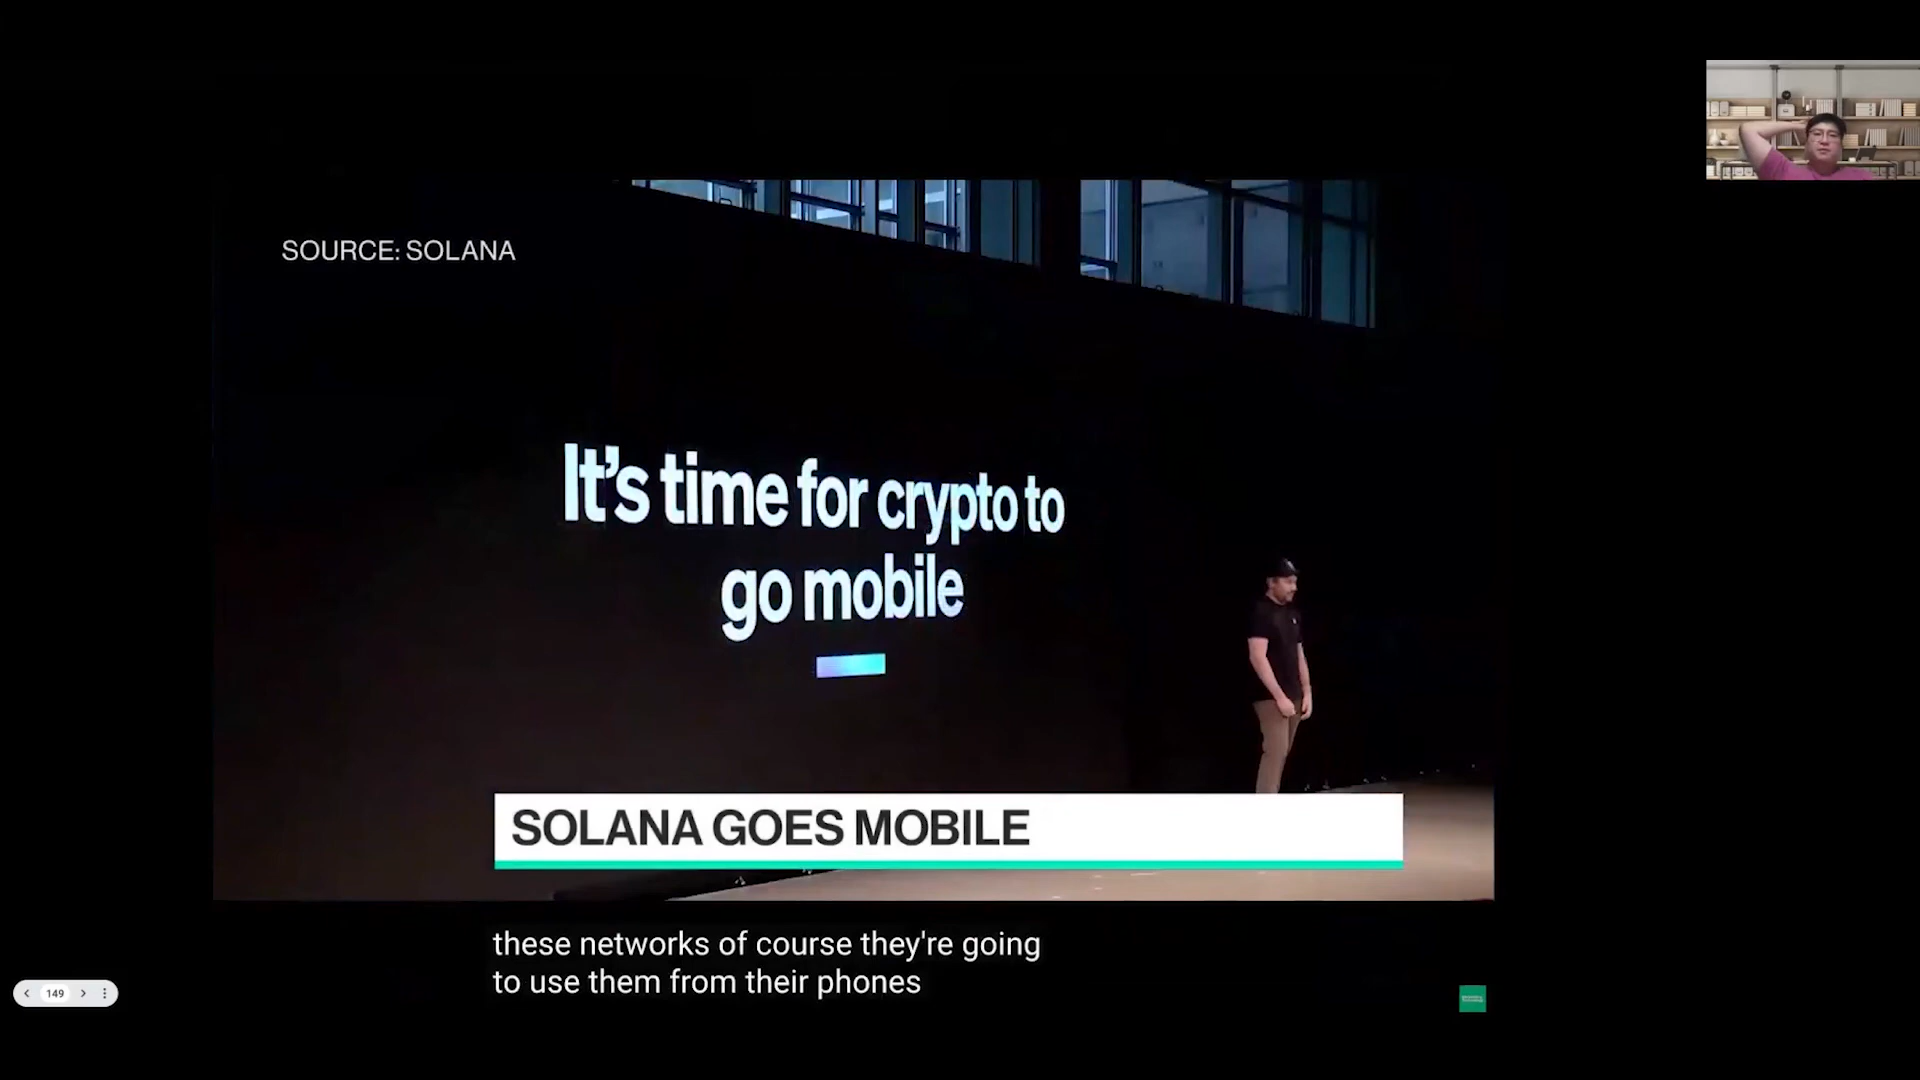 SOURCE: SOLANA
It's time for crypto to
go mobile
SOLANA GOES MOBILE
these networks of course they're going
to use them from their phones
149